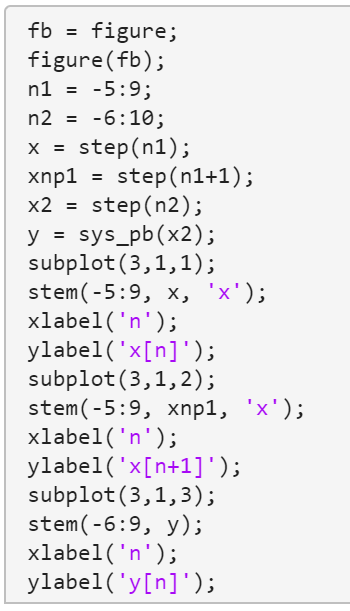 fb = figure;
figure(fb);
n1 = -5:9;
n2 = -6:10;
x = step(n1);
xnp1 = step(n1+1);
x2 = step(n2);
y = sys_pb(x2);
subplot(3,1,1);
stem(-5:9, x, 'x');
xlabel('n');
ylabel('x[n]');
subplot(3,1,2);
stem(-5:9, xnp1, 'x');
xlabel('n');
ylabel('x[n+1]');
subplot(3,1,3);
stem(-6:9, y);
xlabel('n');
ylabel('y[n]');